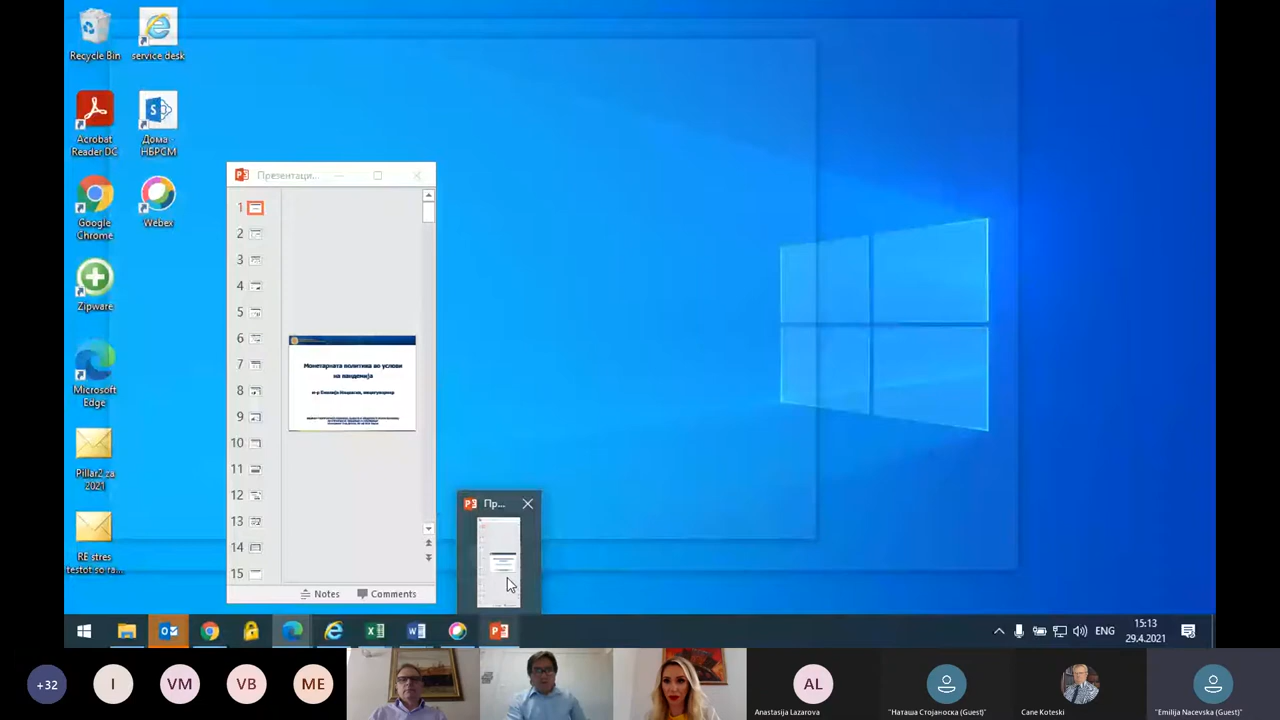 Recycle Bin
service desk
Acrobat
Reader DC
Дома -
НБРСМ
Google
Chrome
Webex
Zipware
Microsoft
Edge
Pillar2 za
2021
RE stres
testot so ra...
Презентаци...
1
2
3
4
5
6
7
8
9
10
11
12
13
14
15
Монетарната политика во услови
на пандемија
Notes
Comments
Пр...
ENG
15:13
29.4.2021
+32
I
VM
VB
ME
AL
Anastasija Lazarova
"Наташа Стојаноска (Guest)"
Cane Koteski
"Emilija Nacevska (Guest)"